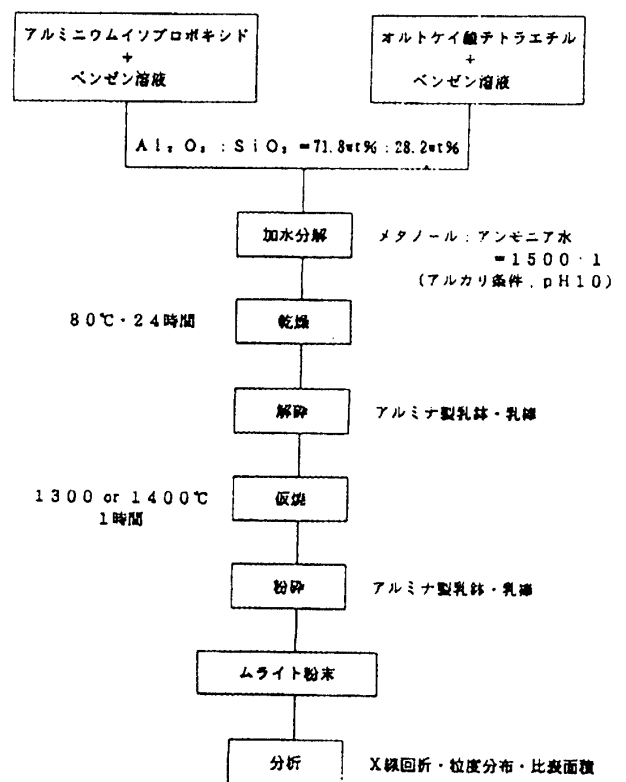 アルミニウムイソプロポキシド
+
ベンゼン溶液
オルトケイ酸テトラエチル
+
ベンゼン溶液
Al₂O₃:SiO₂=71.8wt%:28.2wt%
加水分解
メタノール:アンモニア水
=1500:1
(アルカリ条件,pH10)
80℃・24時間
乾燥
解砕
アルミナ製乳鉢・乳棒
1300 or 1400℃
1時間
仮焼
粉砕
アルミナ製乳鉢・乳棒
ムライト粉末
分析
X線回折・粒度分布・比表面積